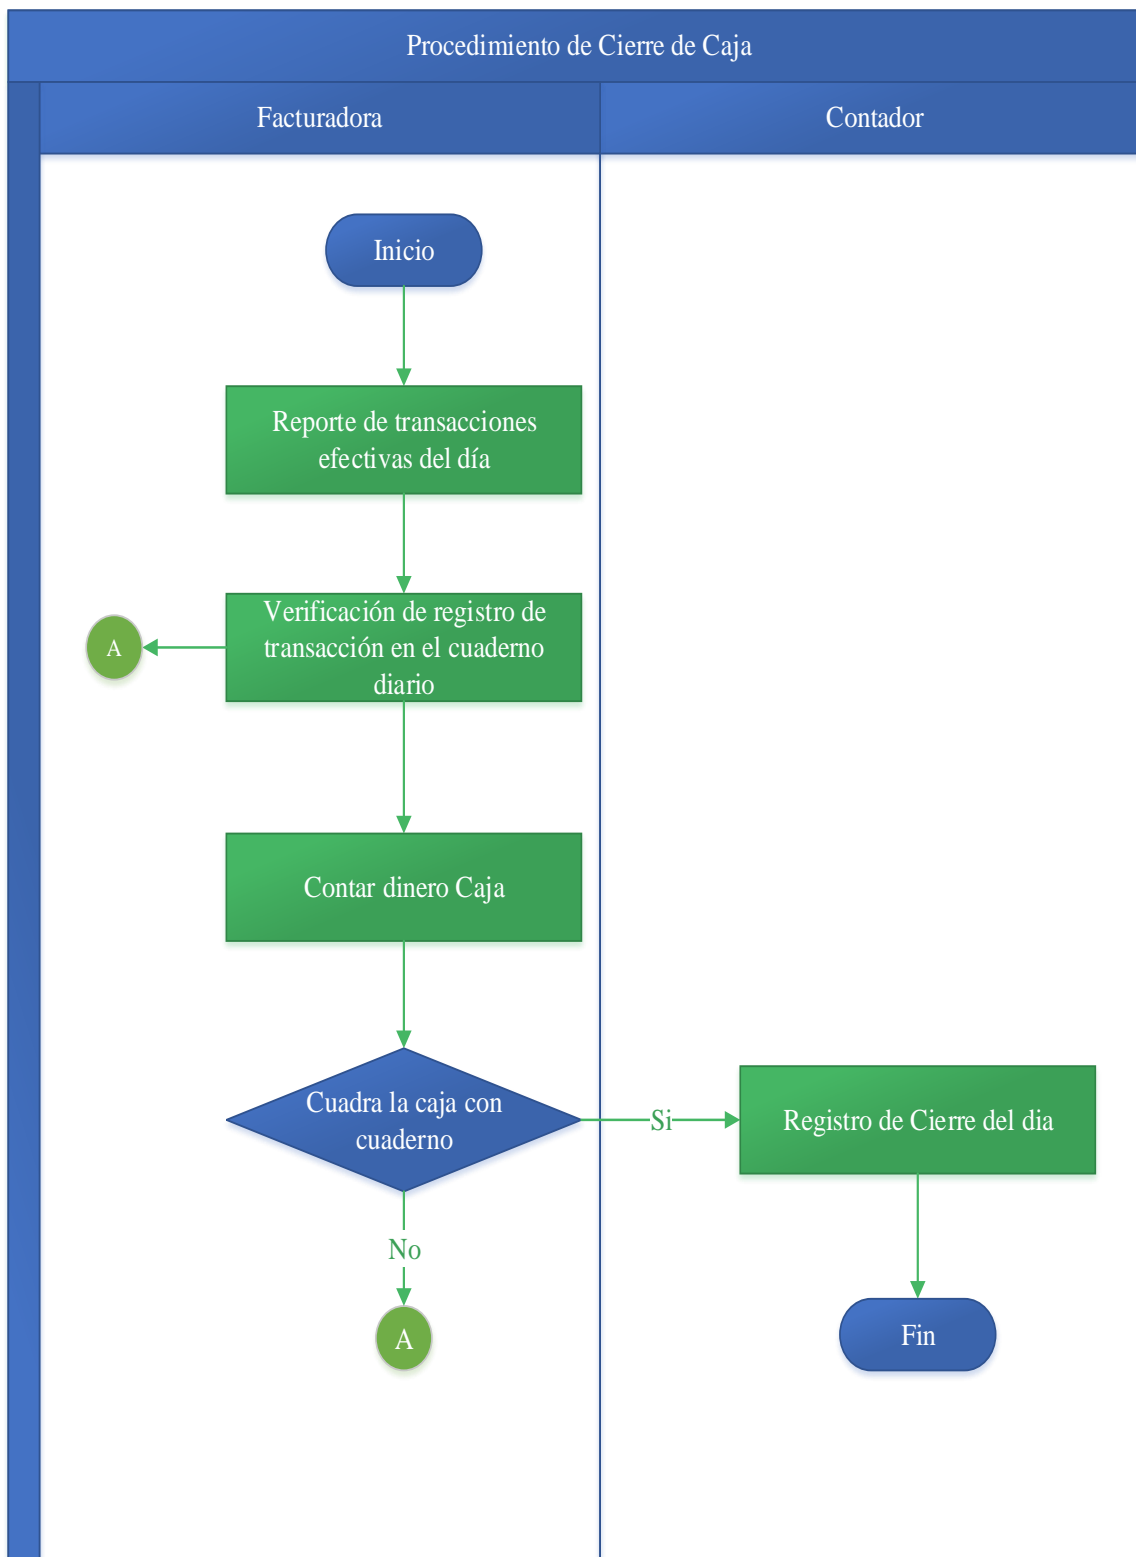 Procedimiento de Cierre de Caja
Facturadora
Contador
Inicio
Reporte de transacciones
efectivas del día
Verificación de registro de
transacción en el cuaderno
diario
A
Contar dinero Caja
Cuadra la caja con
cuaderno
Si
Registro de Cierre del dia
No
A
Fin